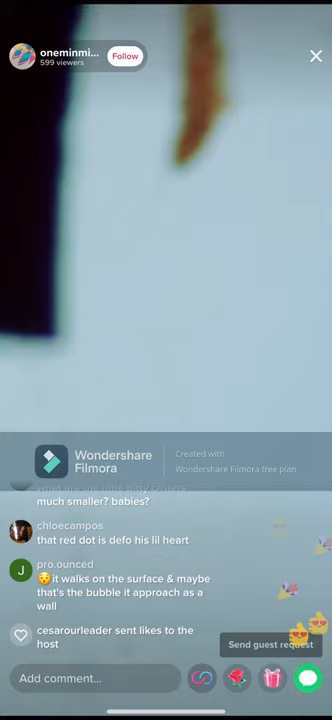 oneminmi...
599 viewers
Follow
Wondershare
Filmora
Created with
Wondershare Filmora free plan
much smaller? babies?
chloecampos
that red dot is defo his lil heart
J
pro.ounced
😯it walks on the surface & maybe
that's the bubble it approach as a
wall
cesarourleader sent likes to the
host
Send guest request
Add comment...